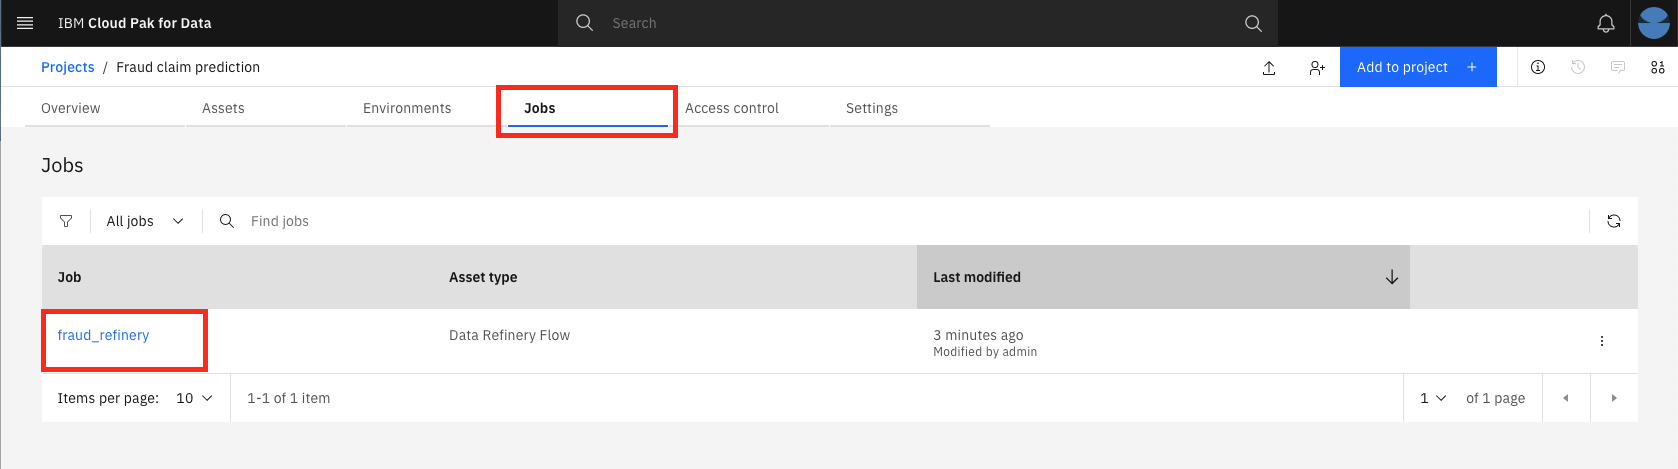 IBM Cloud Pak for Data
Search
Projects / Fraud claim prediction
Add to project +
Overview
Assets
Environments
Jobs
Access control
Settings
Jobs
All jobs
Find jobs
Job
Asset type
Last modified
fraud_refinery
Data Refinery Flow
3 minutes ago
Modified by admin
Items per page: 10
1-1 of 1 item
1
of 1 page